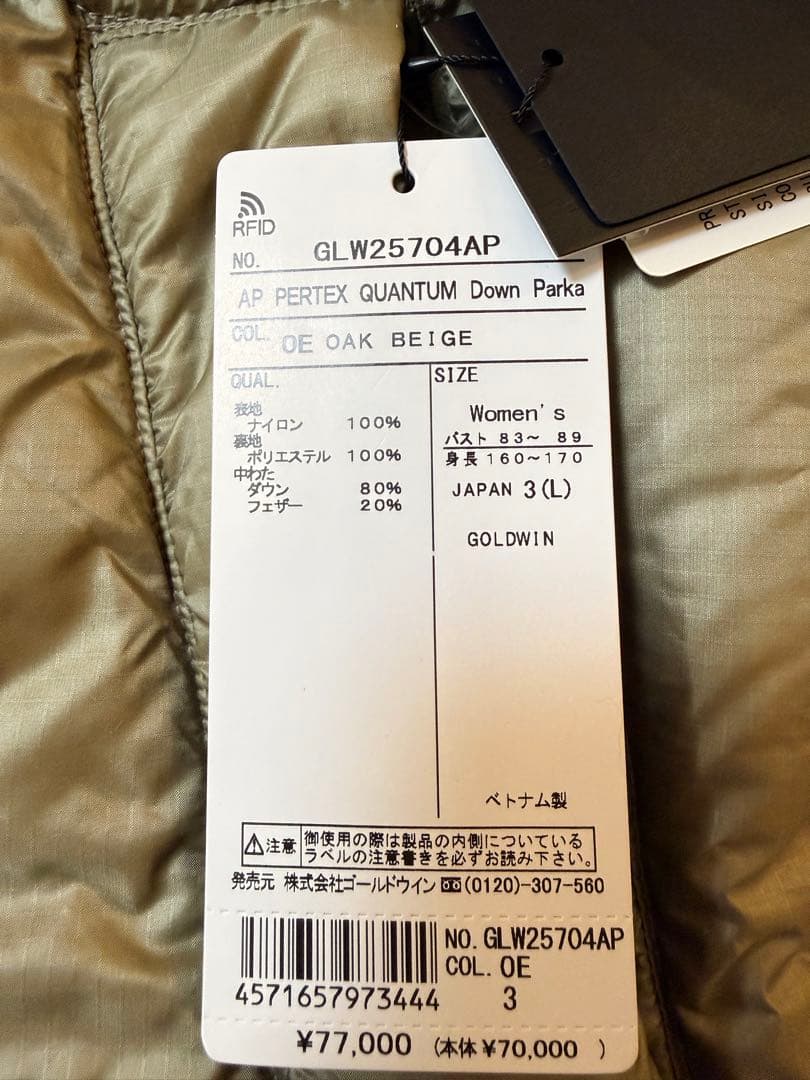 RFID
NO. GLW25704AP
AP PERTEX QUANTUM Down Parka
COL. OE OAK BEIGE
QUAL.
表地
ナイロン 100%
裏地
ポリエステル 100%
中わた
ダウン 80%
フェザー 20%
SIZE
Women's
バスト 83～ 89
身長 160～170
JAPAN 3(L)
GOLDWIN
ベトナム製
注意 御使用の際は製品の内側についている
ラベルの注意書きを必ずお読み下さい。
発売元 株式会社ゴールドウイン (0120)-307-560
4571657973444
NO. GLW25704AP
COL. OE
3
¥77,000 (本体 ¥70,000 )
PR
ST
ST
CO